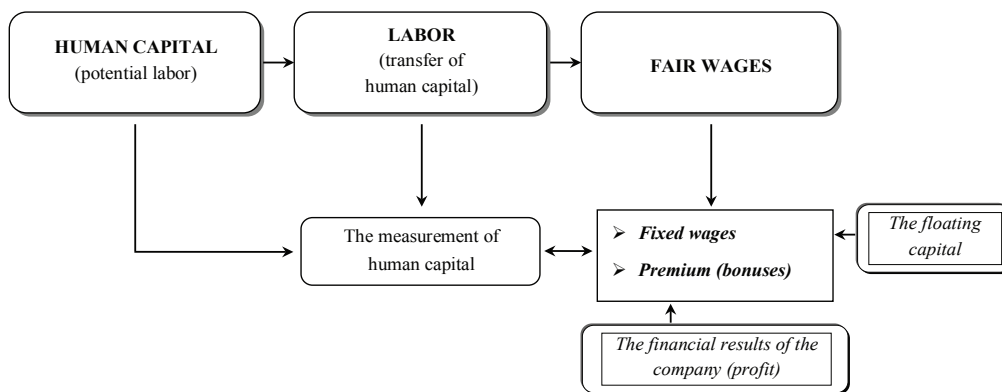 HUMAN CAPITAL
(potential labor)
LABOR
(transfer of
human capital)
FAIR WAGES
The measurement of
human capital
➢ Fixed wages
➢ Premium (bonuses)
The floating
capital
The financial results of the
company (profit)